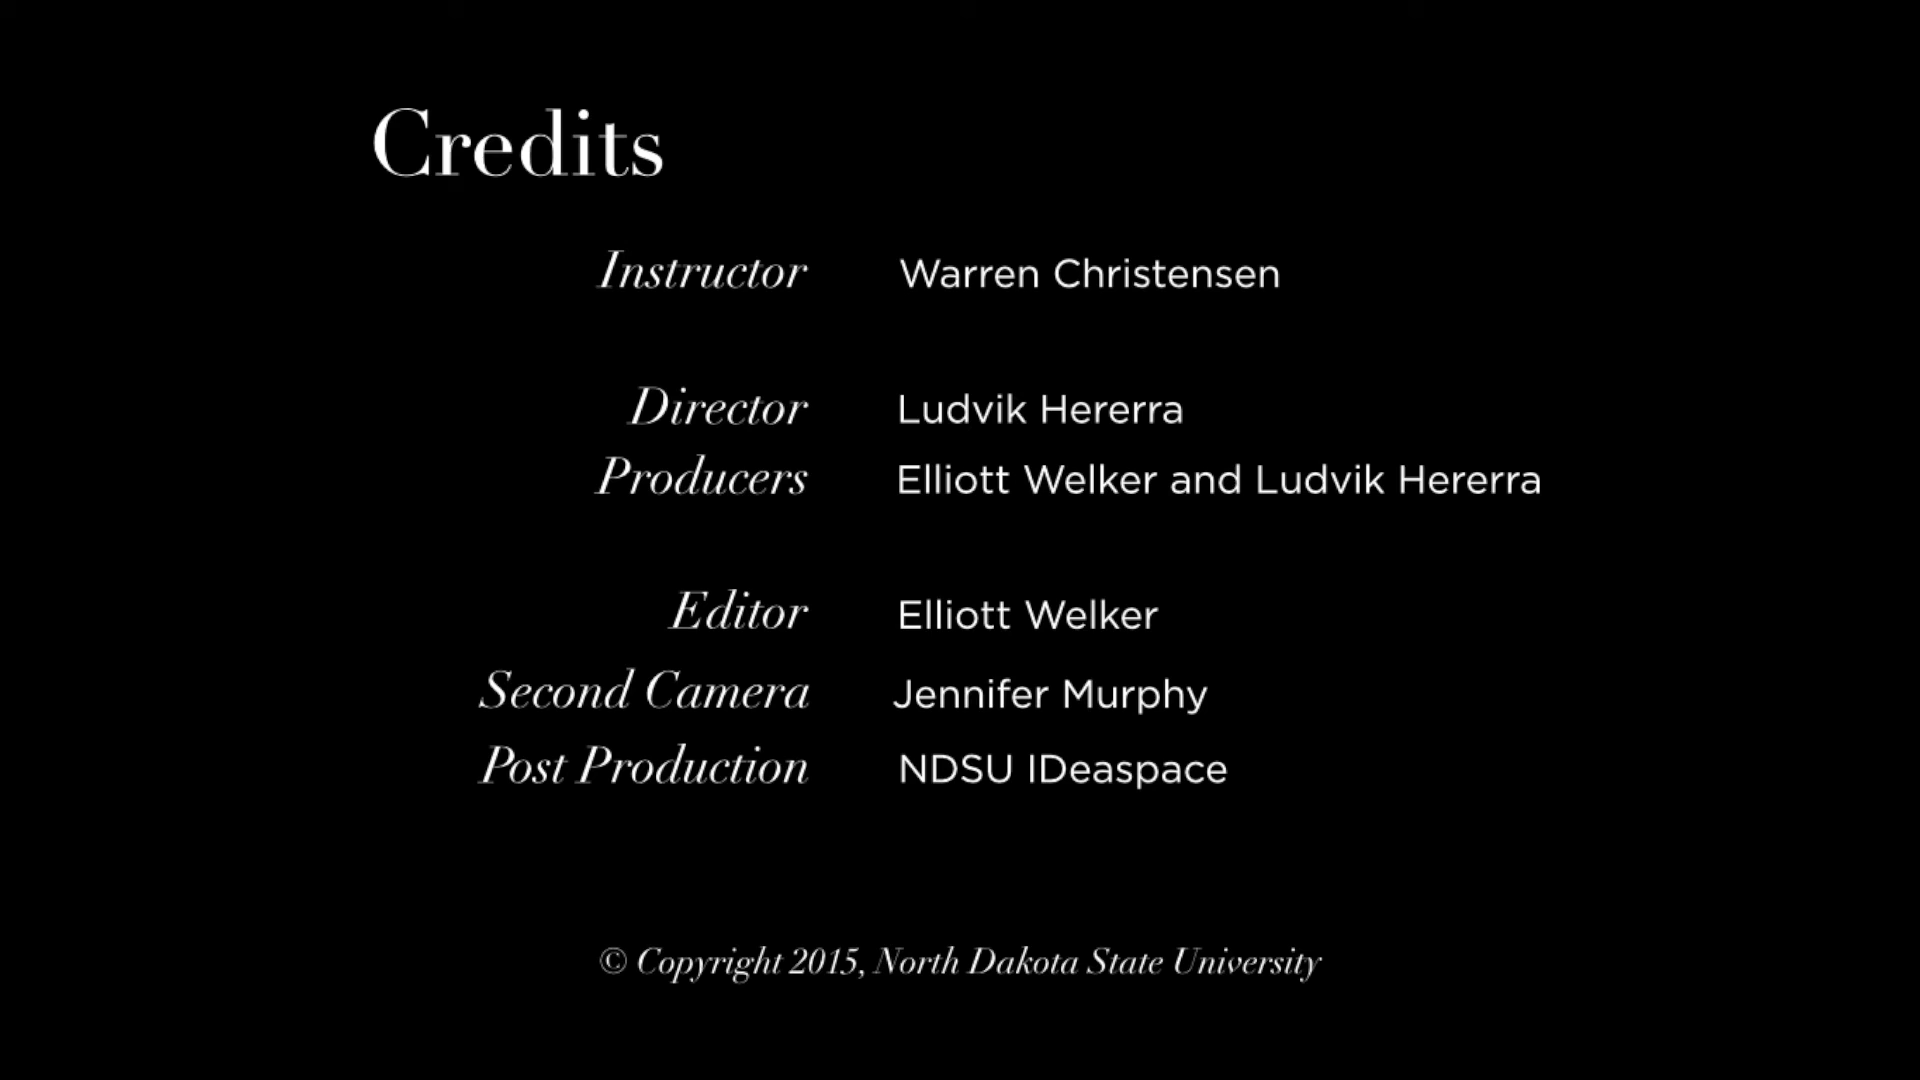 Credits
Instructor Warren Christensen
Director Ludvik Hererra
Producers Elliott Welker and Ludvik Hererra
Editor Elliott Welker
Second Camera Jennifer Murphy
Post Production NDSU IDeaspace
© Copyright 2015, North Dakota State University